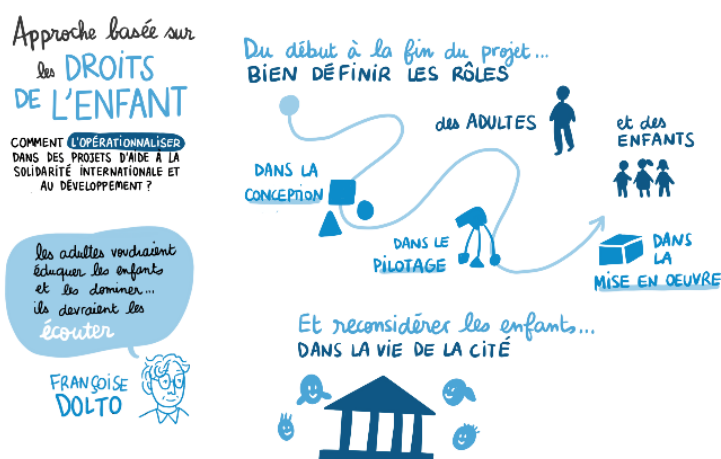 Approche basée sur
les DROITS
DE L'ENFANT
COMMENT L'OPÉRATIONNALISER
DANS DES PROJETS D'AIDE A LA
SOLIDARITÉ INTERNATIONALE ET
AU DÉVELOPPEMENT ?
les adultes voudraient
éduquer les enfants
et les dominer...
ils devraient les
écouter
FRANÇOISE
DOLTO
Du début à la fin du projet...
BIEN DÉFINIR LES RÔLES
des ADULTES
et des
ENFANTS
DANS LA
CONCEPTION
DANS LE
PILOTAGE
DANS
LA
MISE EN OEUVRE
Et reconsidérer les enfants...
DANS LA VIE DE LA CITÉ